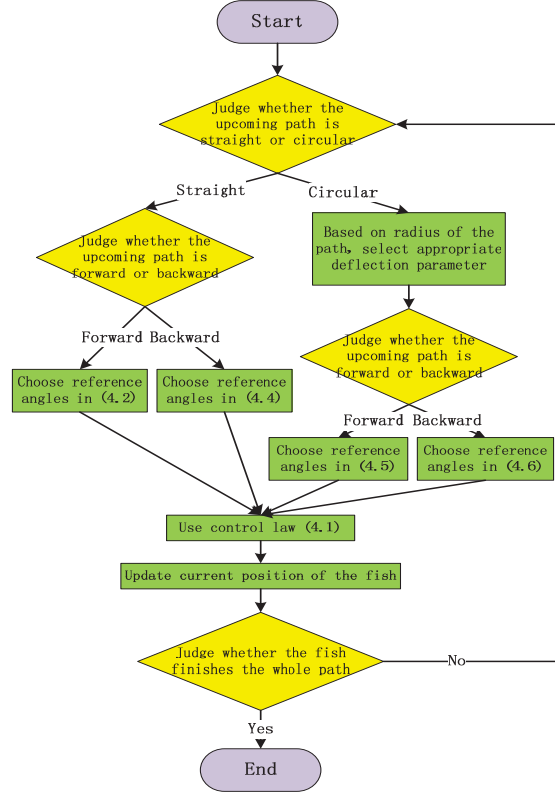 Start
Judge whether the
upcoming path is
straight or circular
Straight
Circular
Judge whether the
upcoming path is
forward or backward
Based on radius of the
path, select appropriate
deflection parameter
Forward
Backward
Judge whether the
upcoming path is
forward or backward
Choose reference
angles in (4.2)
Choose reference
angles in (4.4)
Forward
Backward
Choose reference
angles in (4.5)
Choose reference
angles in (4.6)
Use control law (4.1)
Update current position of the fish
Judge whether the fish
finishes the whole path
No
Yes
End